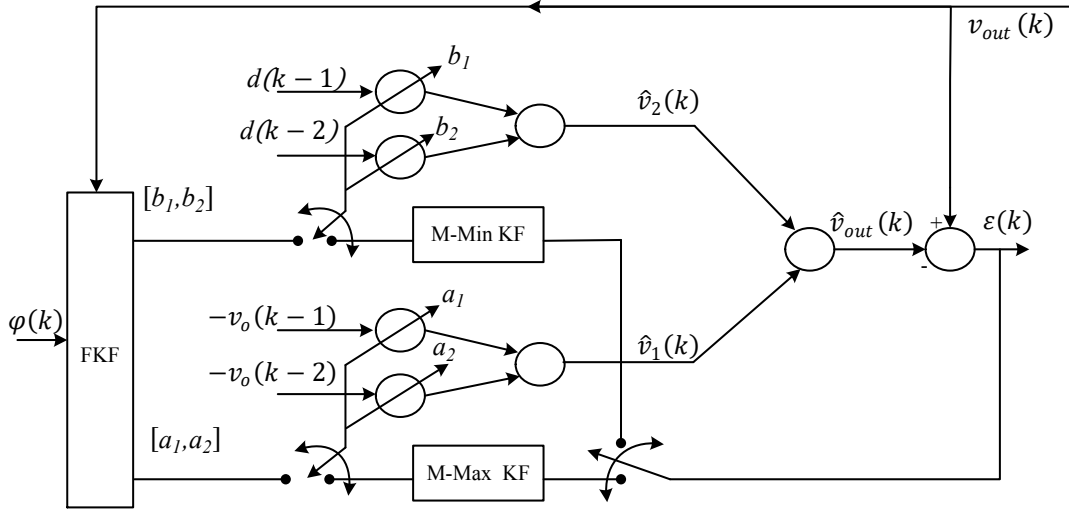 v_out(k)
b_1
d(k − 1)
v̂_2(k)
d(k − 2)
b_2
[b_1,b_2]
M-Min KF
v̂_out(k)
+
-
ε(k)
φ(k)
FKF
−v_o(k − 1)
a_1
−v_o(k − 2)
a_2
v̂_1(k)
[a_1,a_2]
M-Max KF